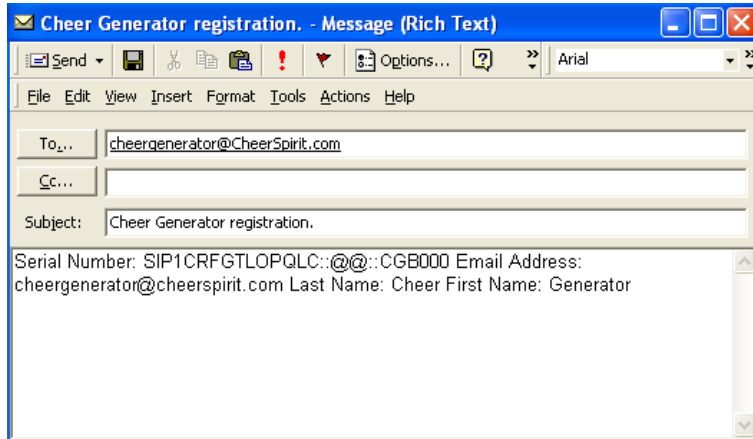 Cheer Generator registration. - Message (Rich Text)
Send Options... Arial
File Edit View Insert Format Tools Actions Help
To... cheergenerator@CheerSpirit.com
Cc...
Subject: Cheer Generator registration.
Serial Number: SIP1CRFGTLOPQLC::@@::CGB000 Email Address:
cheergenerator@cheerspirit.com Last Name: Cheer First Name: Generator